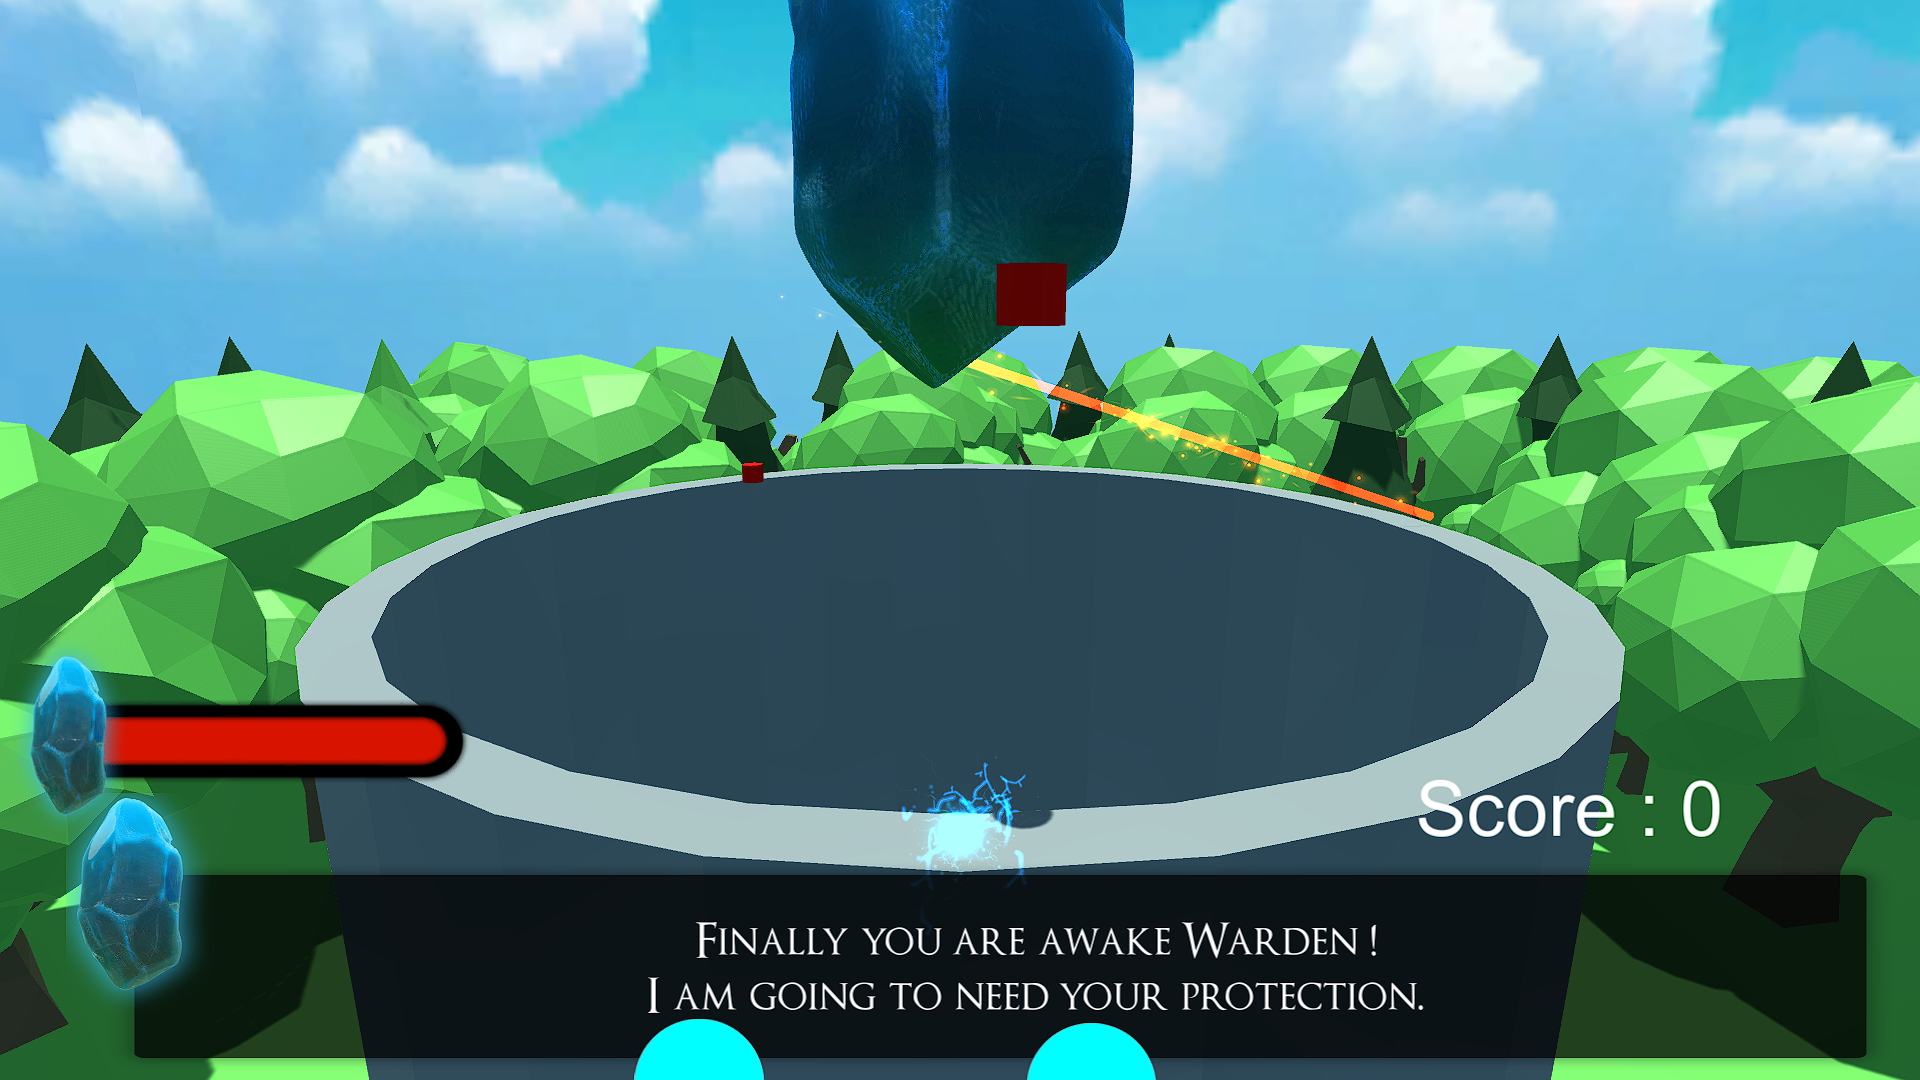 Score : 0
Finally you are awake Warden !
I am going to need your protection.